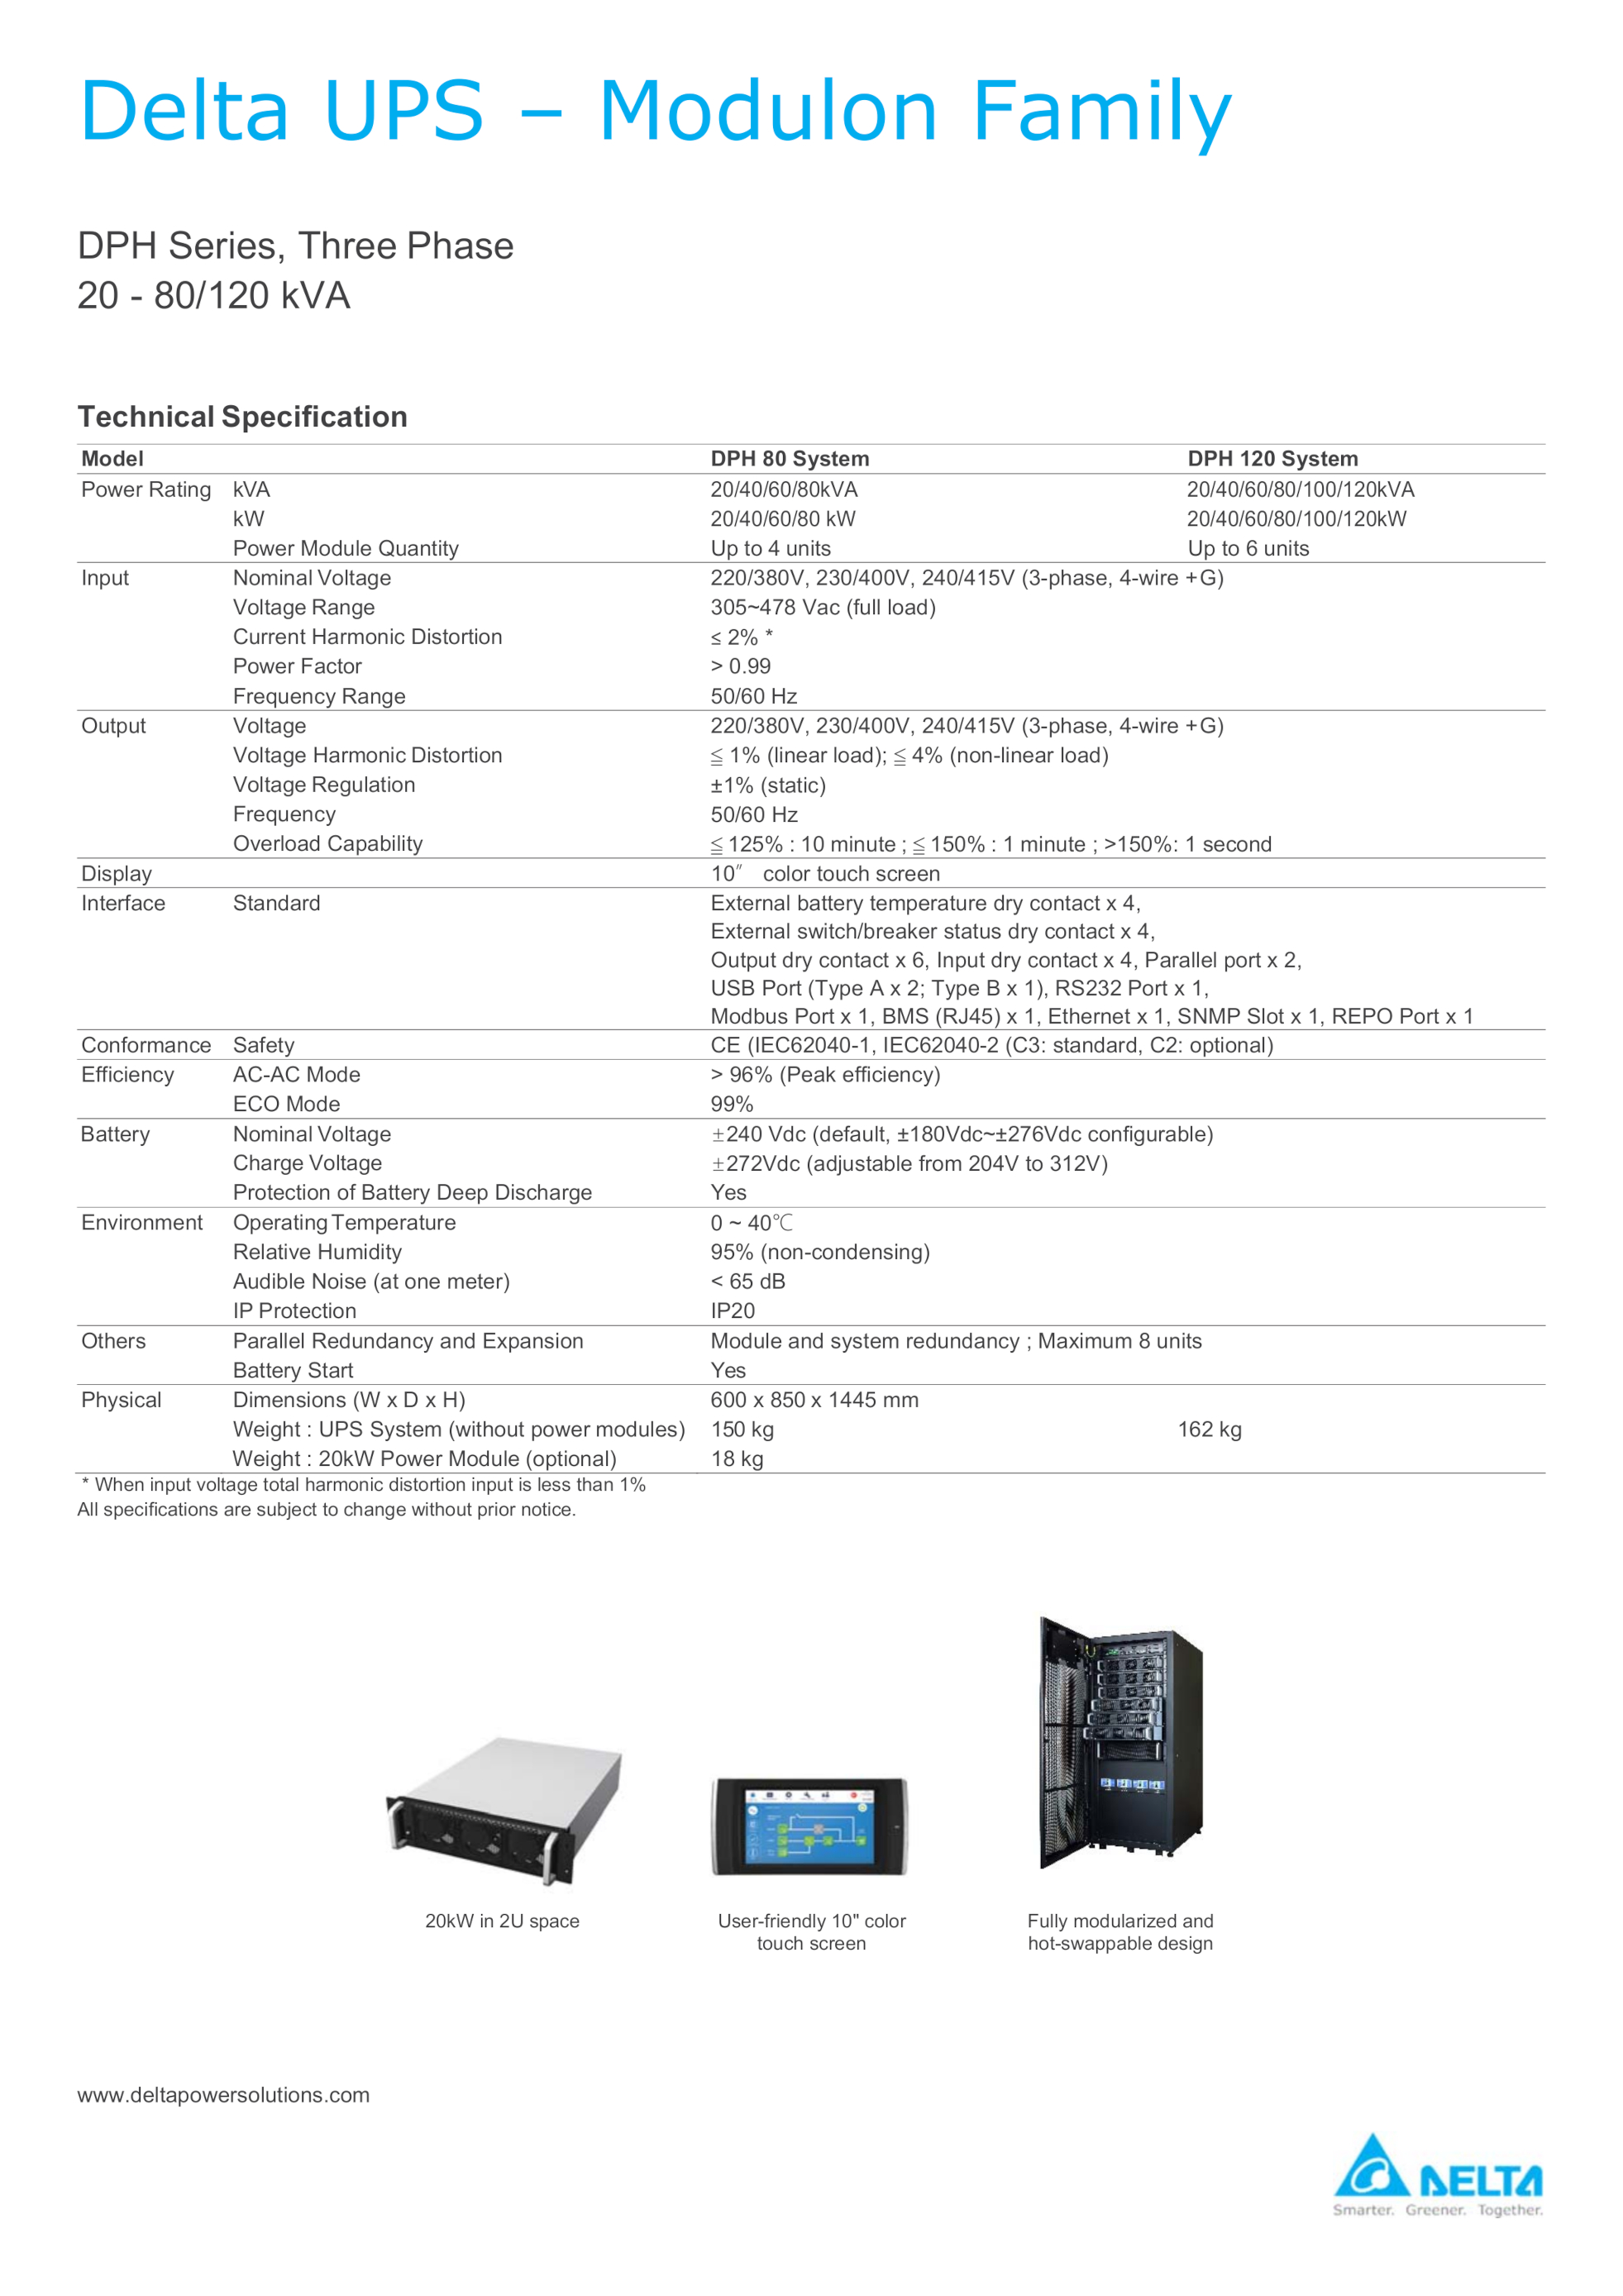 Delta UPS – Modulon Family
DPH Series, Three Phase
20 - 80/120 kVA
Technical Specification
Model DPH 80 System DPH 120 System
Power Rating kVA 20/40/60/80kVA 20/40/60/80/100/120kVA
kW 20/40/60/80 kW 20/40/60/80/100/120kW
Power Module Quantity Up to 4 units Up to 6 units
Input Nominal Voltage 220/380V, 230/400V, 240/415V (3-phase, 4-wire +G)
Voltage Range 305~478 Vac (full load)
Current Harmonic Distortion ≤ 2% *
Power Factor > 0.99
Frequency Range 50/60 Hz
Output Voltage 220/380V, 230/400V, 240/415V (3-phase, 4-wire +G)
Voltage Harmonic Distortion ≦ 1% (linear load); ≦ 4% (non-linear load)
Voltage Regulation ±1% (static)
Frequency 50/60 Hz
Overload Capability ≦ 125% : 10 minute ; ≦ 150% : 1 minute ; >150%: 1 second
Display 10″ color touch screen
Interface Standard External battery temperature dry contact x 4,
External switch/breaker status dry contact x 4,
Output dry contact x 6, Input dry contact x 4, Parallel port x 2,
USB Port (Type A x 2; Type B x 1), RS232 Port x 1,
Modbus Port x 1, BMS (RJ45) x 1, Ethernet x 1, SNMP Slot x 1, REPO Port x 1
Conformance Safety CE (IEC62040-1, IEC62040-2 (C3: standard, C2: optional)
Efficiency AC-AC Mode > 96% (Peak efficiency)
ECO Mode 99%
Battery Nominal Voltage ±240 Vdc (default, ±180Vdc~±276Vdc configurable)
Charge Voltage ±272Vdc (adjustable from 204V to 312V)
Protection of Battery Deep Discharge Yes
Environment Operating Temperature 0 ~ 40℃
Relative Humidity 95% (non-condensing)
Audible Noise (at one meter) < 65 dB
IP Protection IP20
Others Parallel Redundancy and Expansion Module and system redundancy ; Maximum 8 units
Battery Start Yes
Physical Dimensions (W x D x H) 600 x 850 x 1445 mm
Weight : UPS System (without power modules) 150 kg 162 kg
Weight : 20kW Power Module (optional) 18 kg
* When input voltage total harmonic distortion input is less than 1%
All specifications are subject to change without prior notice.
20kW in 2U space
User-friendly 10" color
touch screen
Fully modularized and
hot-swappable design
www.deltapowersolutions.com
DELTA
Smarter. Greener. Together.